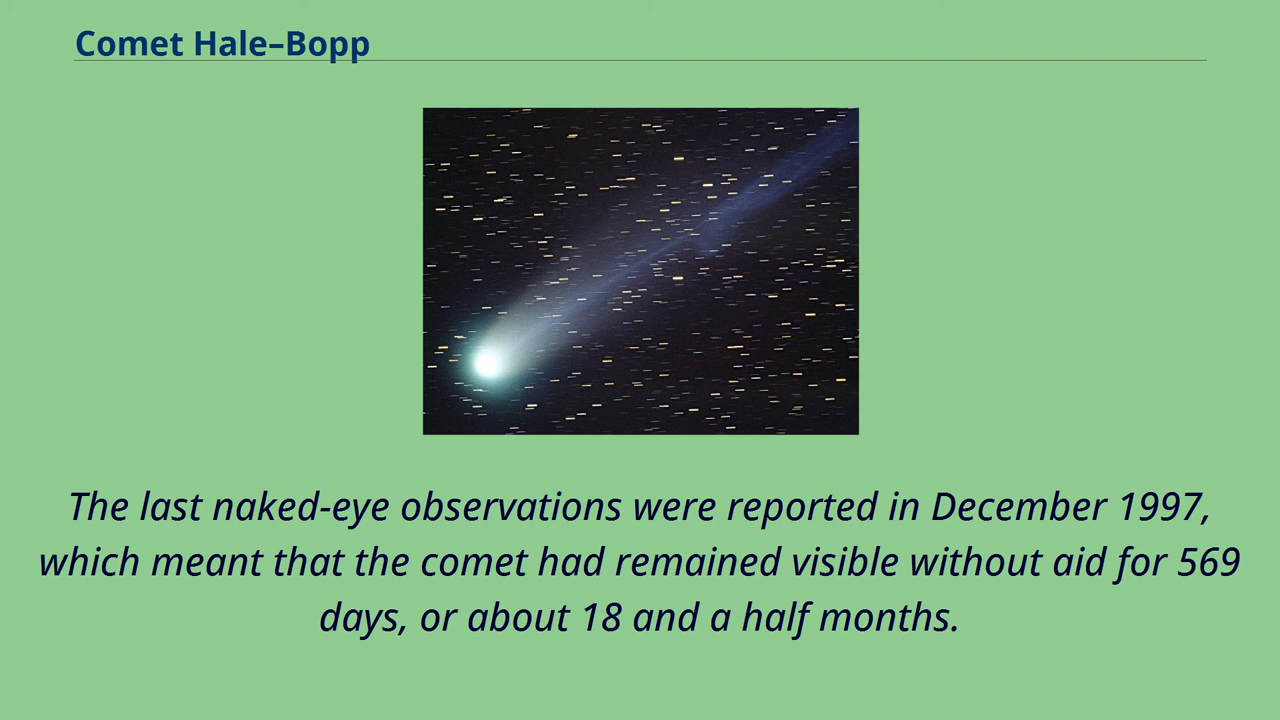 Comet Hale–Bopp
The last naked-eye observations were reported in December 1997,
which meant that the comet had remained visible without aid for 569
days, or about 18 and a half months.